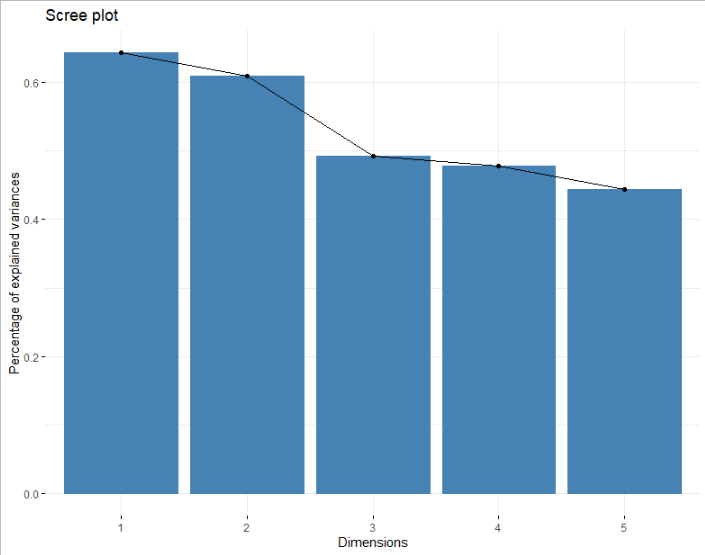 Scree plot
Percentage of explained variances
0.6
0.4
0.2
0.0
1 2 3 4 5
Dimensions